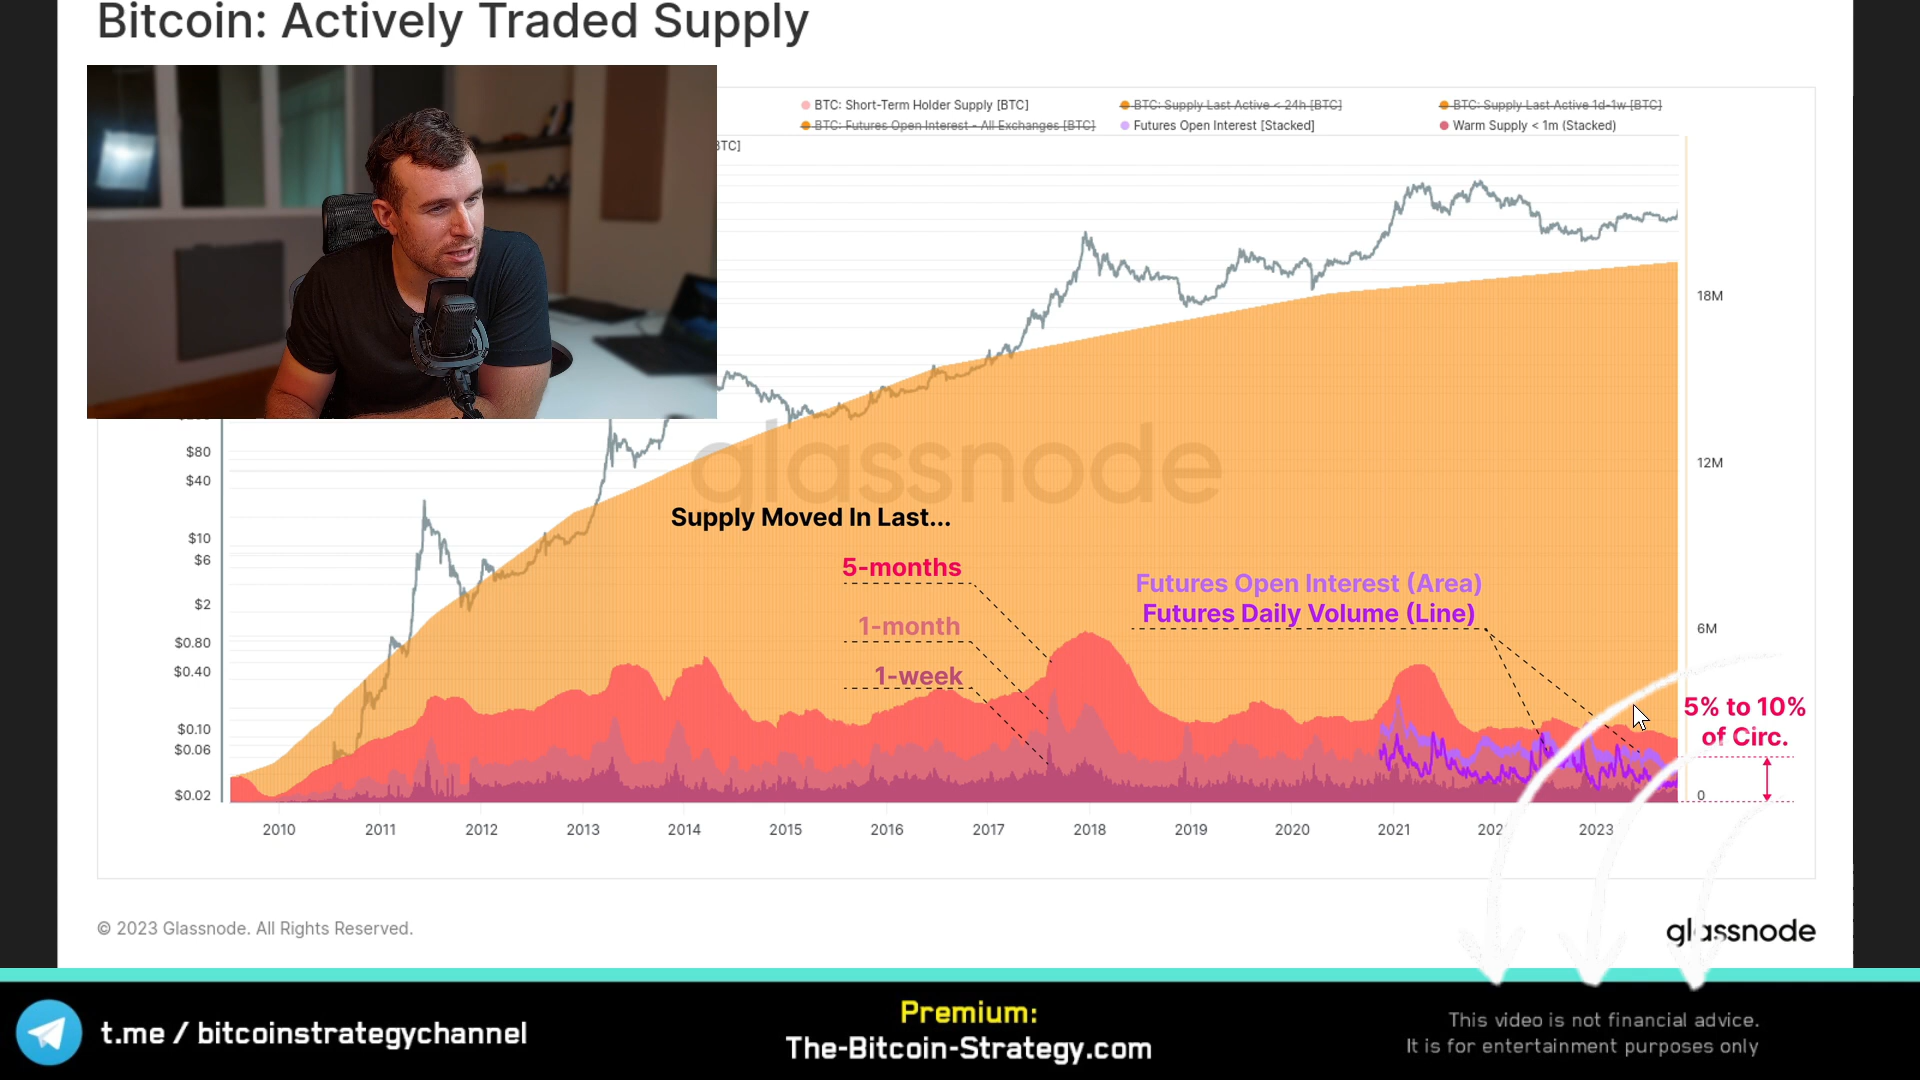 Bitcoin: Actively Traded Supply
BTC: Short-Term Holder Supply [BTC]
BTC: Supply Last Active < 24h [BTC]
BTC: Supply Last Active 1d-1w [BTC]
BTC: Futures Open Interest - All Exchanges [BTC]
Futures Open Interest [Stacked]
Warm Supply < 1m (Stacked)
BTC]
18M
glassnode
$80
12M
$40
Supply Moved In Last...
$10
$6
5-months
Futures Open Interest (Area)
$2
Futures Daily Volume (Line)
1-month
6M
$0.80
$0.40
1-week
5% to 10%
of Circ.
$0.10
$0.06
$0.02
0
2010 2011 2012 2013 2014 2015 2016 2017 2018 2019 2020 2021 202 2023
© 2023 Glassnode. All Rights Reserved.
glassnode
t.me / bitcoinstrategychannel
Premium:
The-Bitcoin-Strategy.com
This video is not financial advice.
It is for entertainment purposes only